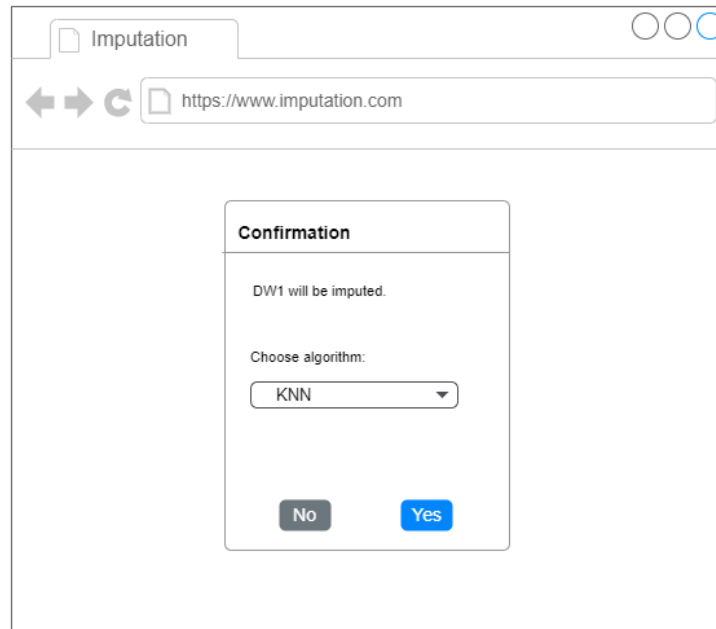 Imputation
https://www.imputation.com
Confirmation
DW1 will be imputed.
Choose algorithm:
KNN
No Yes